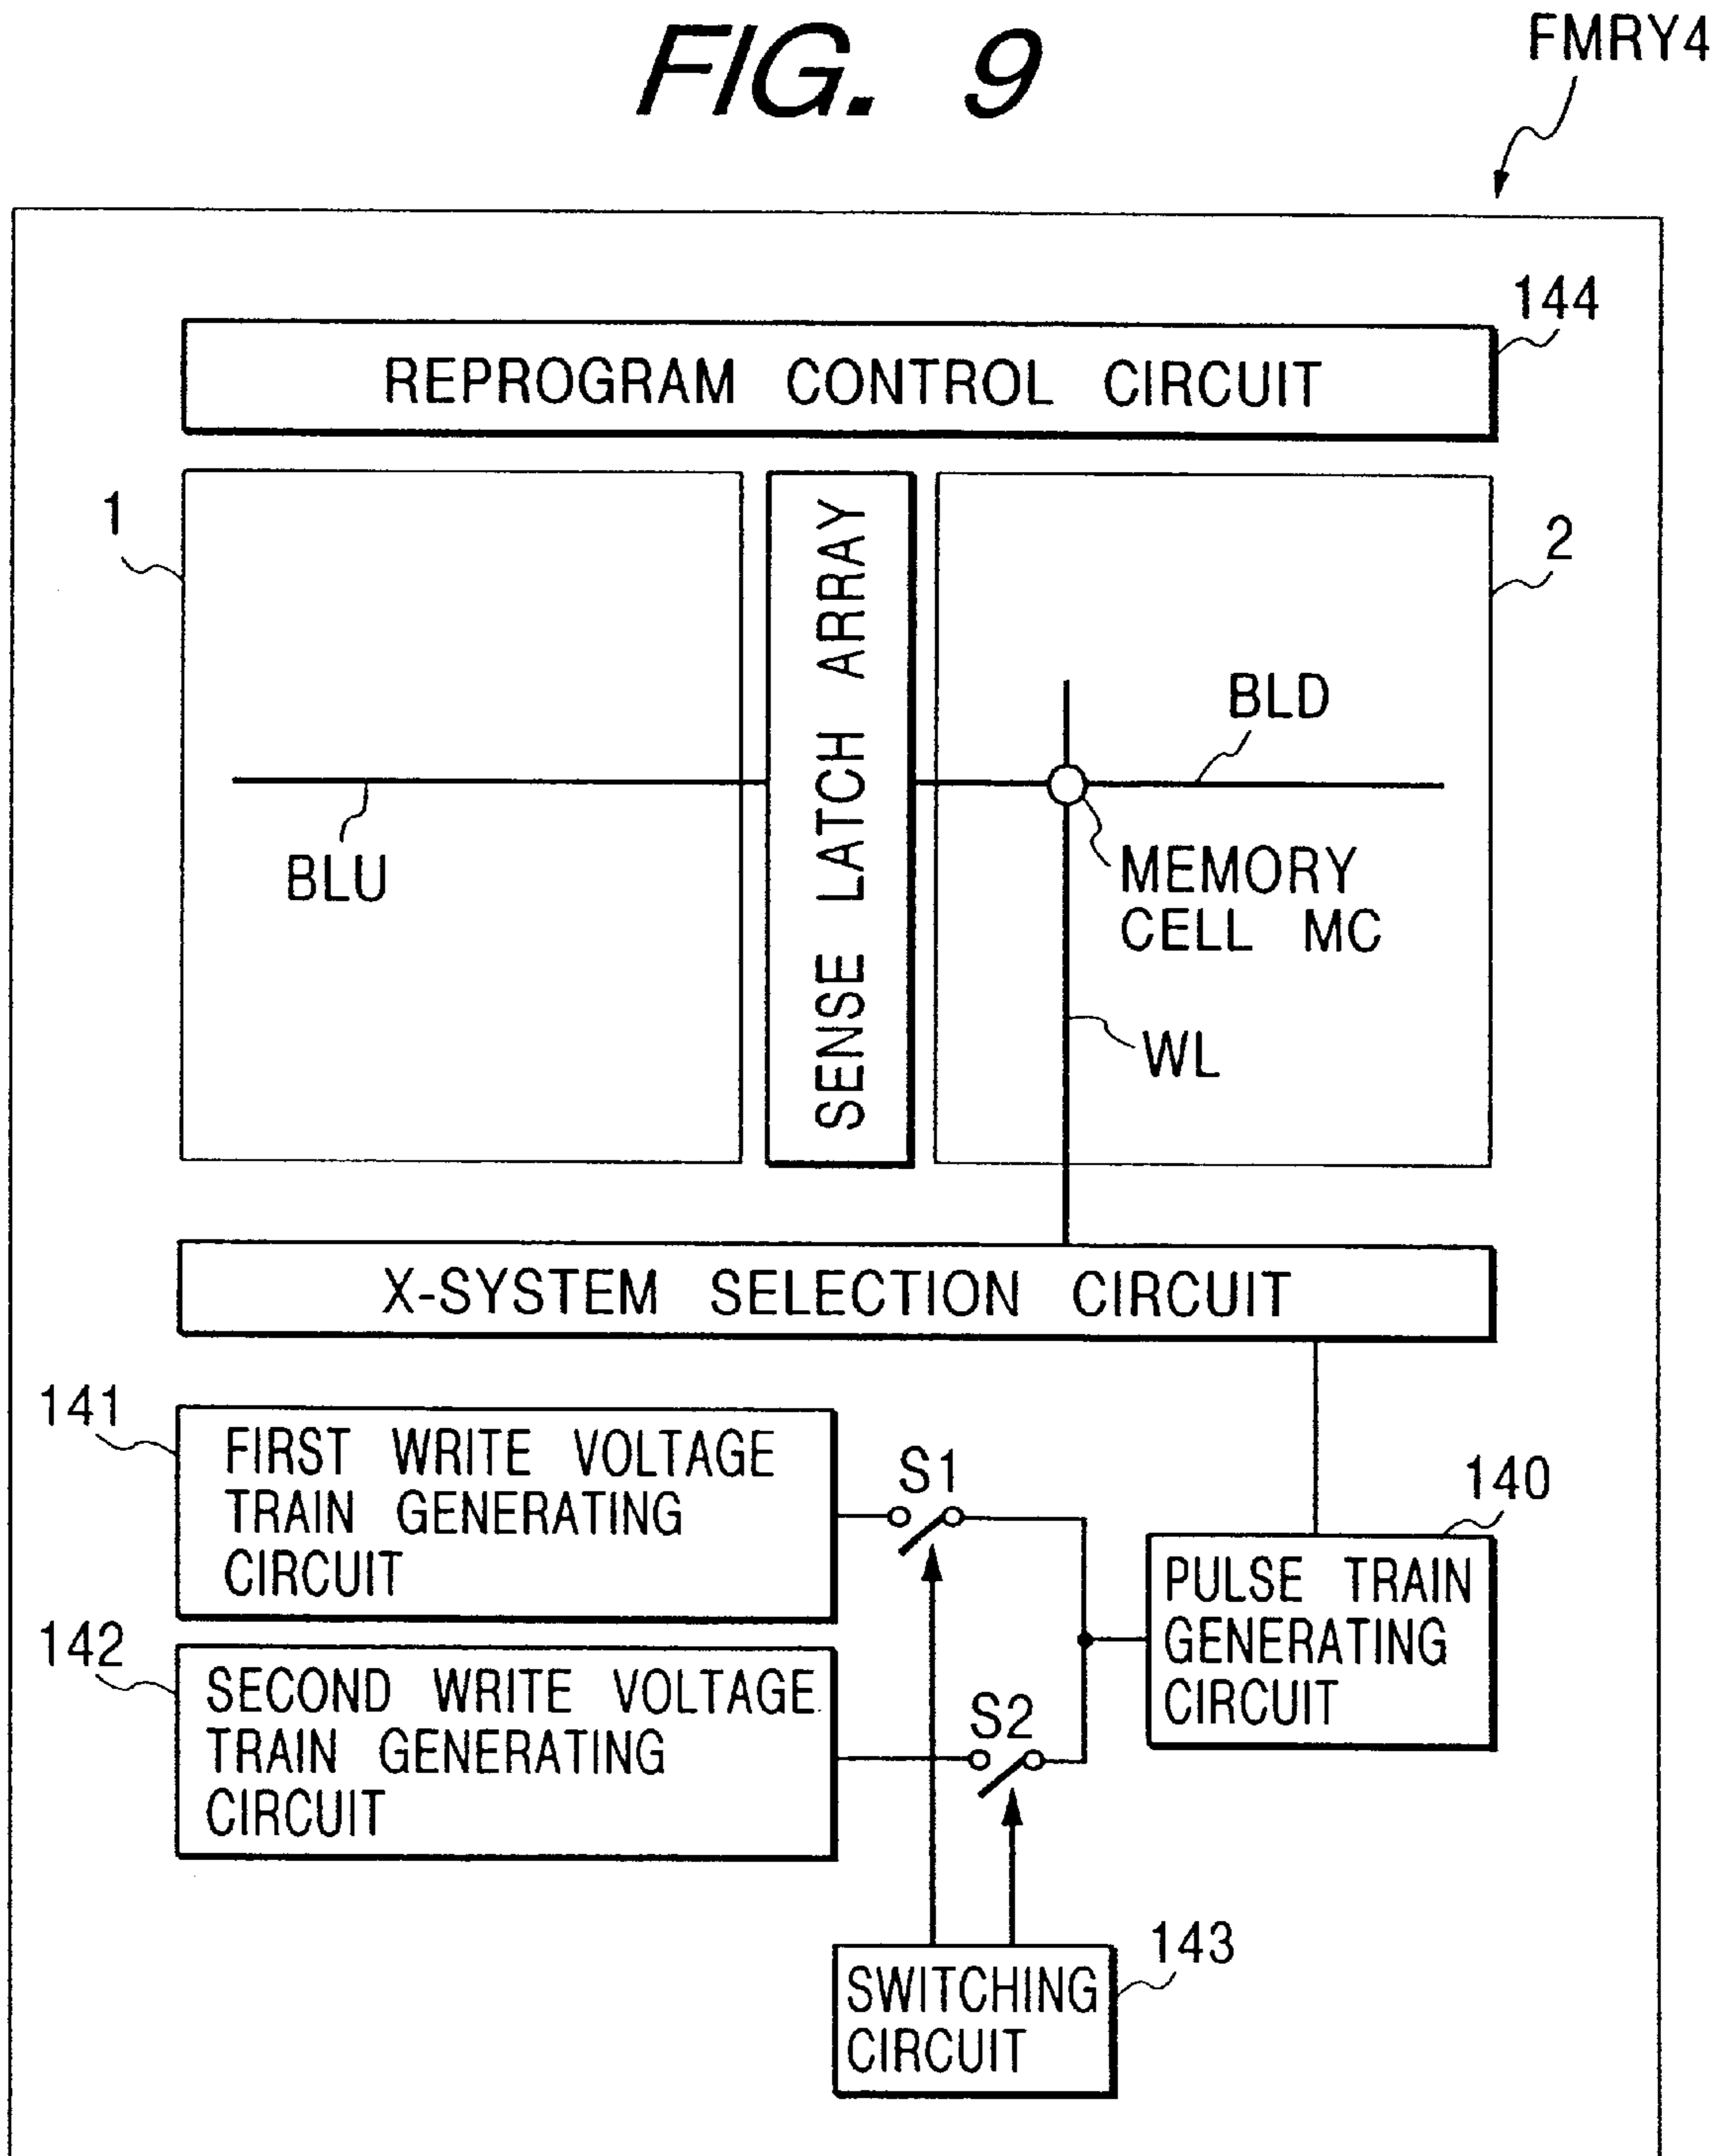 FIG. 9
FMRY4
144
REPROGRAM CONTROL CIRCUIT
1
2
SENSE LATCH ARRAY
BLD
BLU
MEMORY
CELL MC
WL
X-SYSTEM SELECTION CIRCUIT
141
FIRST WRITE VOLTAGE
TRAIN GENERATING
CIRCUIT
S1
140
PULSE TRAIN
GENERATING
CIRCUIT
142
SECOND WRITE VOLTAGE
TRAIN GENERATING
CIRCUIT
S2
143
SWITCHING
CIRCUIT